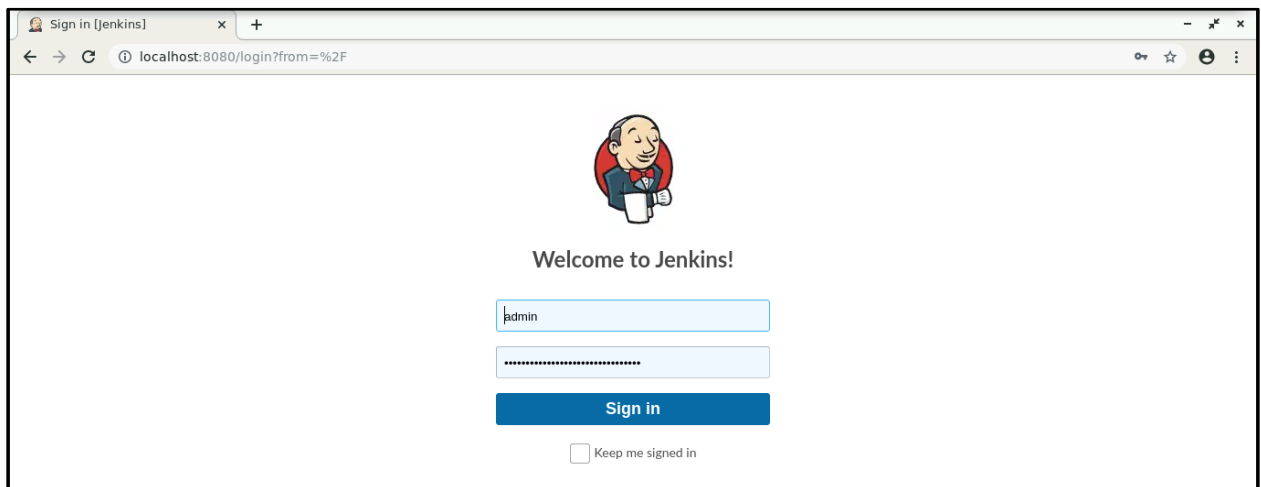 Sign in [Jenkins]
localhost:8080/login?from=%2F
Welcome to Jenkins!
admin
••••••••••••••••••••••••••••••••
Sign in
Keep me signed in